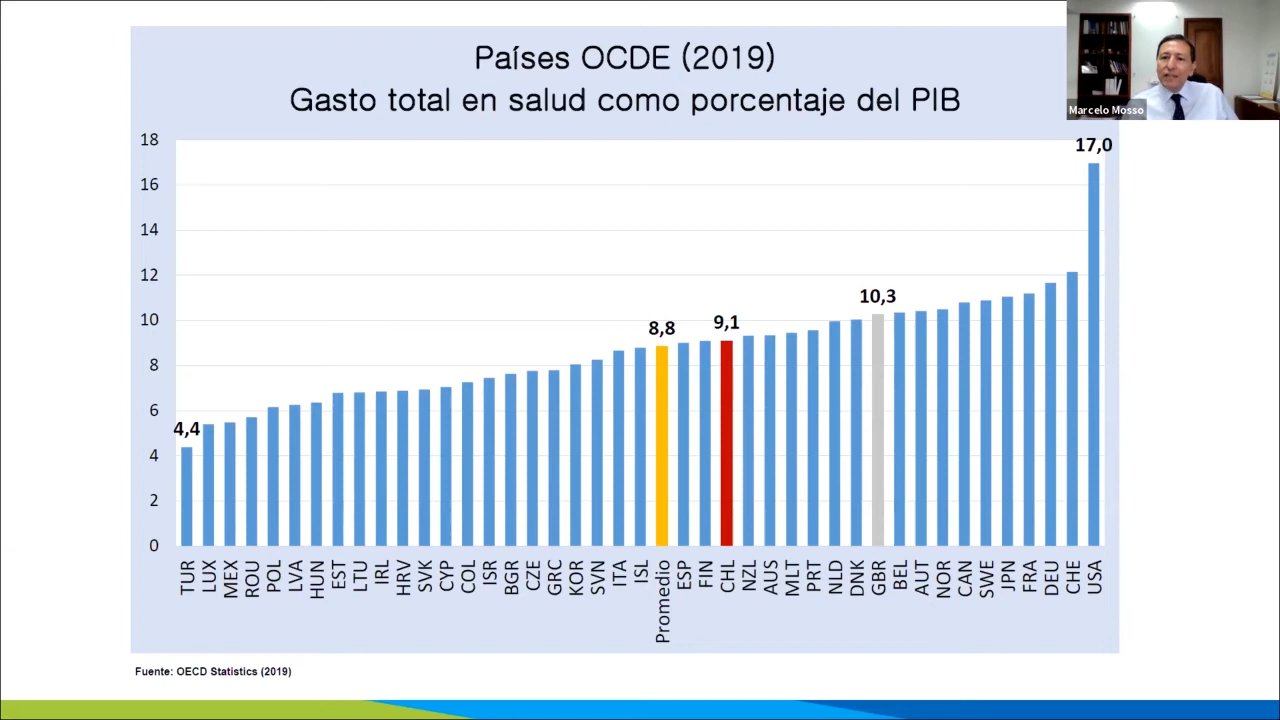 Países OCDE (2019)
Gasto total en salud como porcentaje del PIB
Marcelo Mosso
18
16
14
12
10
8
6
4
2
0
4,4
8,8
9,1
10,3
17,0
TUR
LUX
MEX
ROU
POL
LVA
HUN
EST
LTU
IRL
HRV
SVK
CYP
COL
ISR
BGR
CZE
GRC
KOR
SVN
ITA
ISL
Promedio
ESP
FIN
CHL
NZL
AUS
MLT
PRT
NLD
DNK
GBR
BEL
AUT
NOR
CAN
SWE
JPN
FRA
DEU
CHE
USA
Fuente: OECD Statistics (2019)